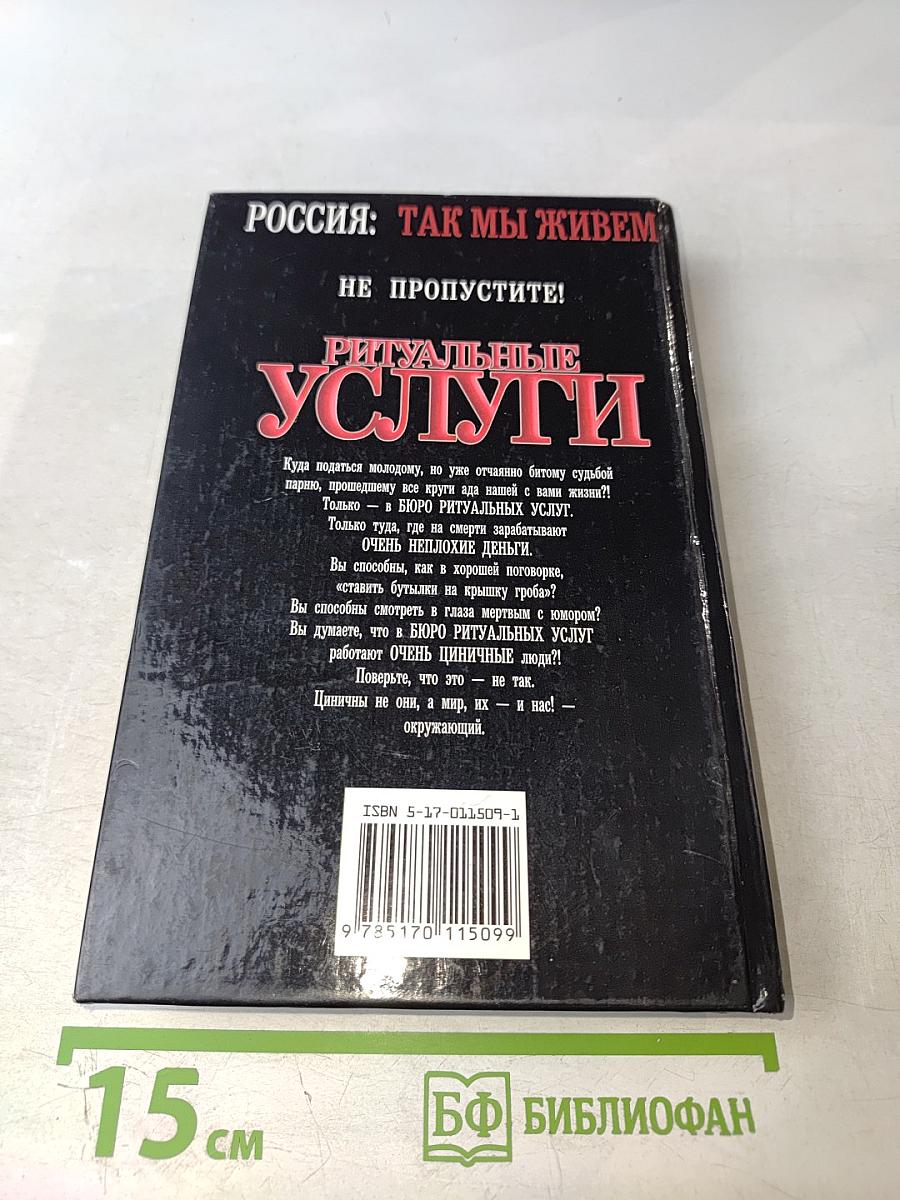 РОССИЯ: ТАК МЫ ЖИВЕМ
НЕ ПРОПУСТИТЕ!
РИТУАЛЬНЫЕ
УСЛУГИ
Куда податься молодому, но уже отчаянно битому судьбой
парню, прошедшему все круги ада нашей с вами жизни?!
Только — в БЮРО РИТУАЛЬНЫХ УСЛУГ.
Только туда, где на смерти зарабатывают
ОЧЕНЬ НЕПЛОХИЕ ДЕНЬГИ.
Вы способны, как в хорошей поговорке,
«ставить бутылки на крышку гроба»?
Вы способны смотреть в глаза мертвым с юмором?
Вы думаете, что в БЮРО РИТУАЛЬНЫХ УСЛУГ
работают ОЧЕНЬ ЦИНИЧНЫЕ люди?!
Поверьте, что это — не так.
Циничны не они, а мир, их — и нас! —
окружающий.
ISBN 5-17-011509-1
9 785170 115099
15 см
БФ БИБЛИОФАН